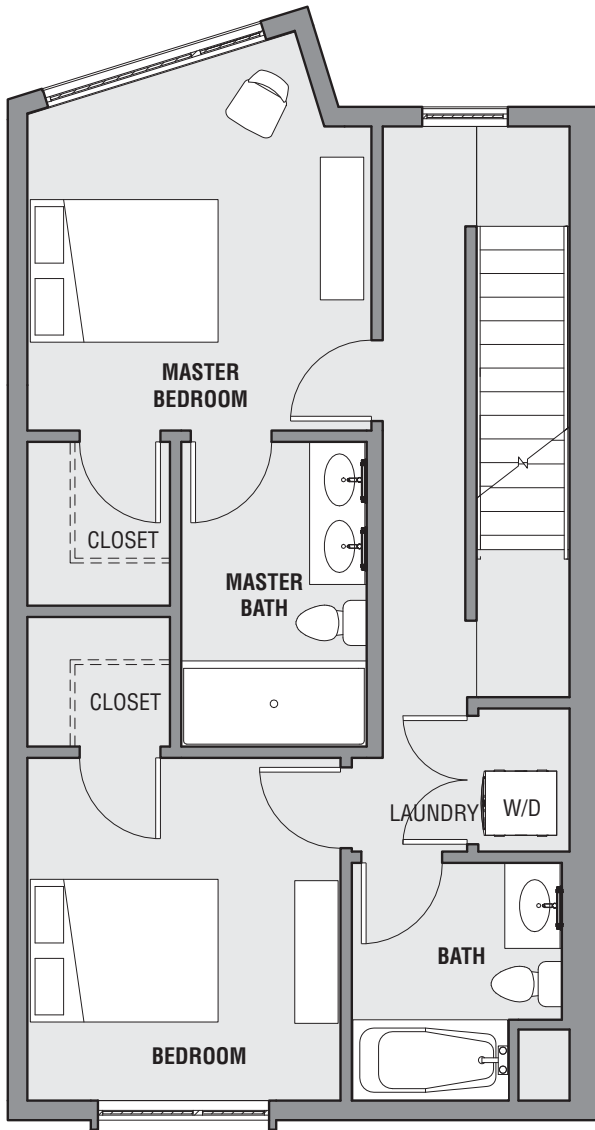 MASTER
BEDROOM
CLOSET
MASTER
BATH
CLOSET
LAUNDRY
W/D
BATH
BEDROOM